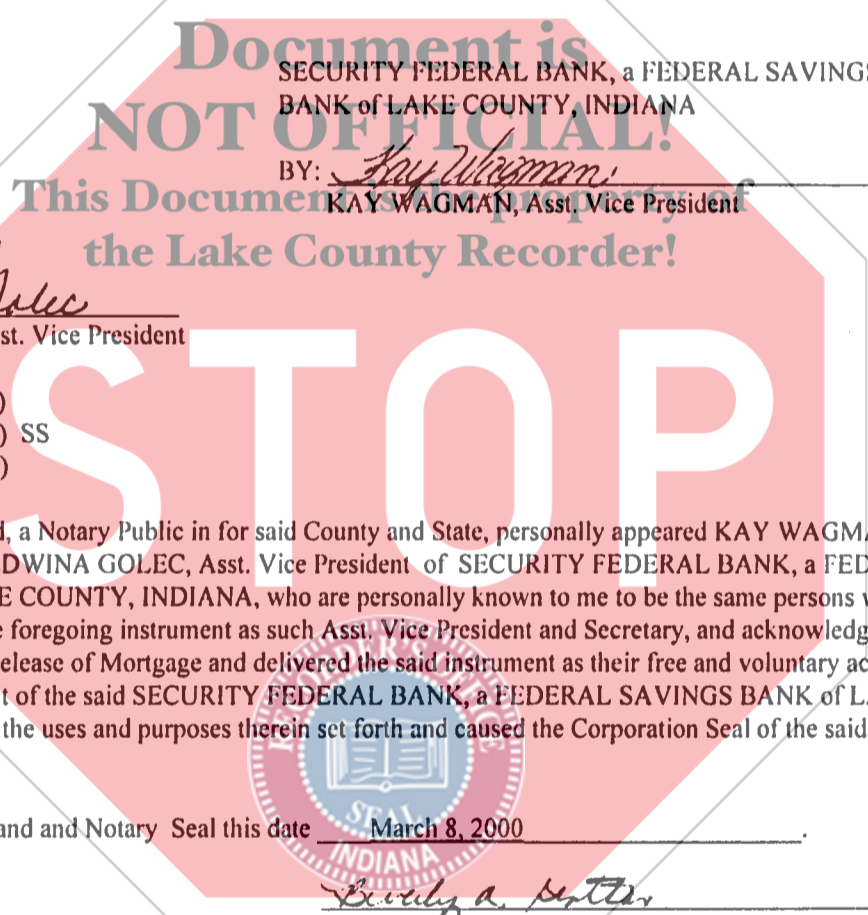 Document is
NOT OFFICIAL!
This Document is the property of
the Lake County Recorder!
SECURITY FEDERAL BANK, a FEDERAL SAVINGS
BANK of LAKE COUNTY, INDIANA
BY: Kay Wagman
KAY WAGMAN, Asst. Vice President
st. Vice President
)
) SS
)
STOP
, a Notary Public in for said County and State, personally appeared KAY WAGMA
DWINA GOLEC, Asst. Vice President of SECURITY FEDERAL BANK, a FED
E COUNTY, INDIANA, who are personally known to me to be the same persons
foregoing instrument as such Asst. Vice President and Secretary, and acknowledg
elease of Mortgage and delivered the said instrument as their free and voluntary ac
t of the said SECURITY FEDERAL BANK, a FEDERAL SAVINGS BANK of L
the uses and purposes therein set forth and caused the Corporation Seal of the said
RECORDER'S OFFICE
SEAL
INDIANA
and and Notary Seal this date March 8, 2000.
Beverly A.